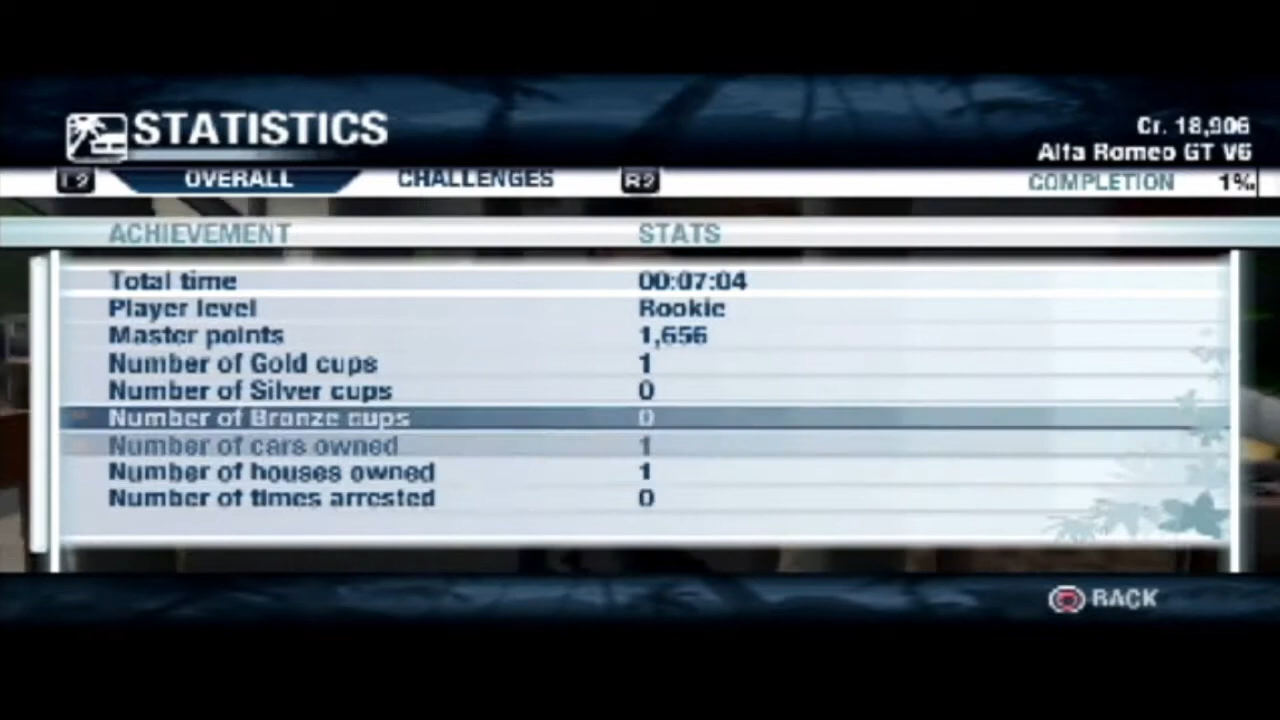 STATISTICS
Cr. 18,906
Alfa Romeo GT V6
L2 OVERALL CHALLENGES R2 COMPLETION 1%
ACHIEVEMENT STATS
Total time 00:07:04
Player level Rookie
Master points 1,656
Number of Gold cups 1
Number of Silver cups 0
Number of Bronze cups 0
Number of cars owned 1
Number of houses owned 1
Number of times arrested 0
BACK